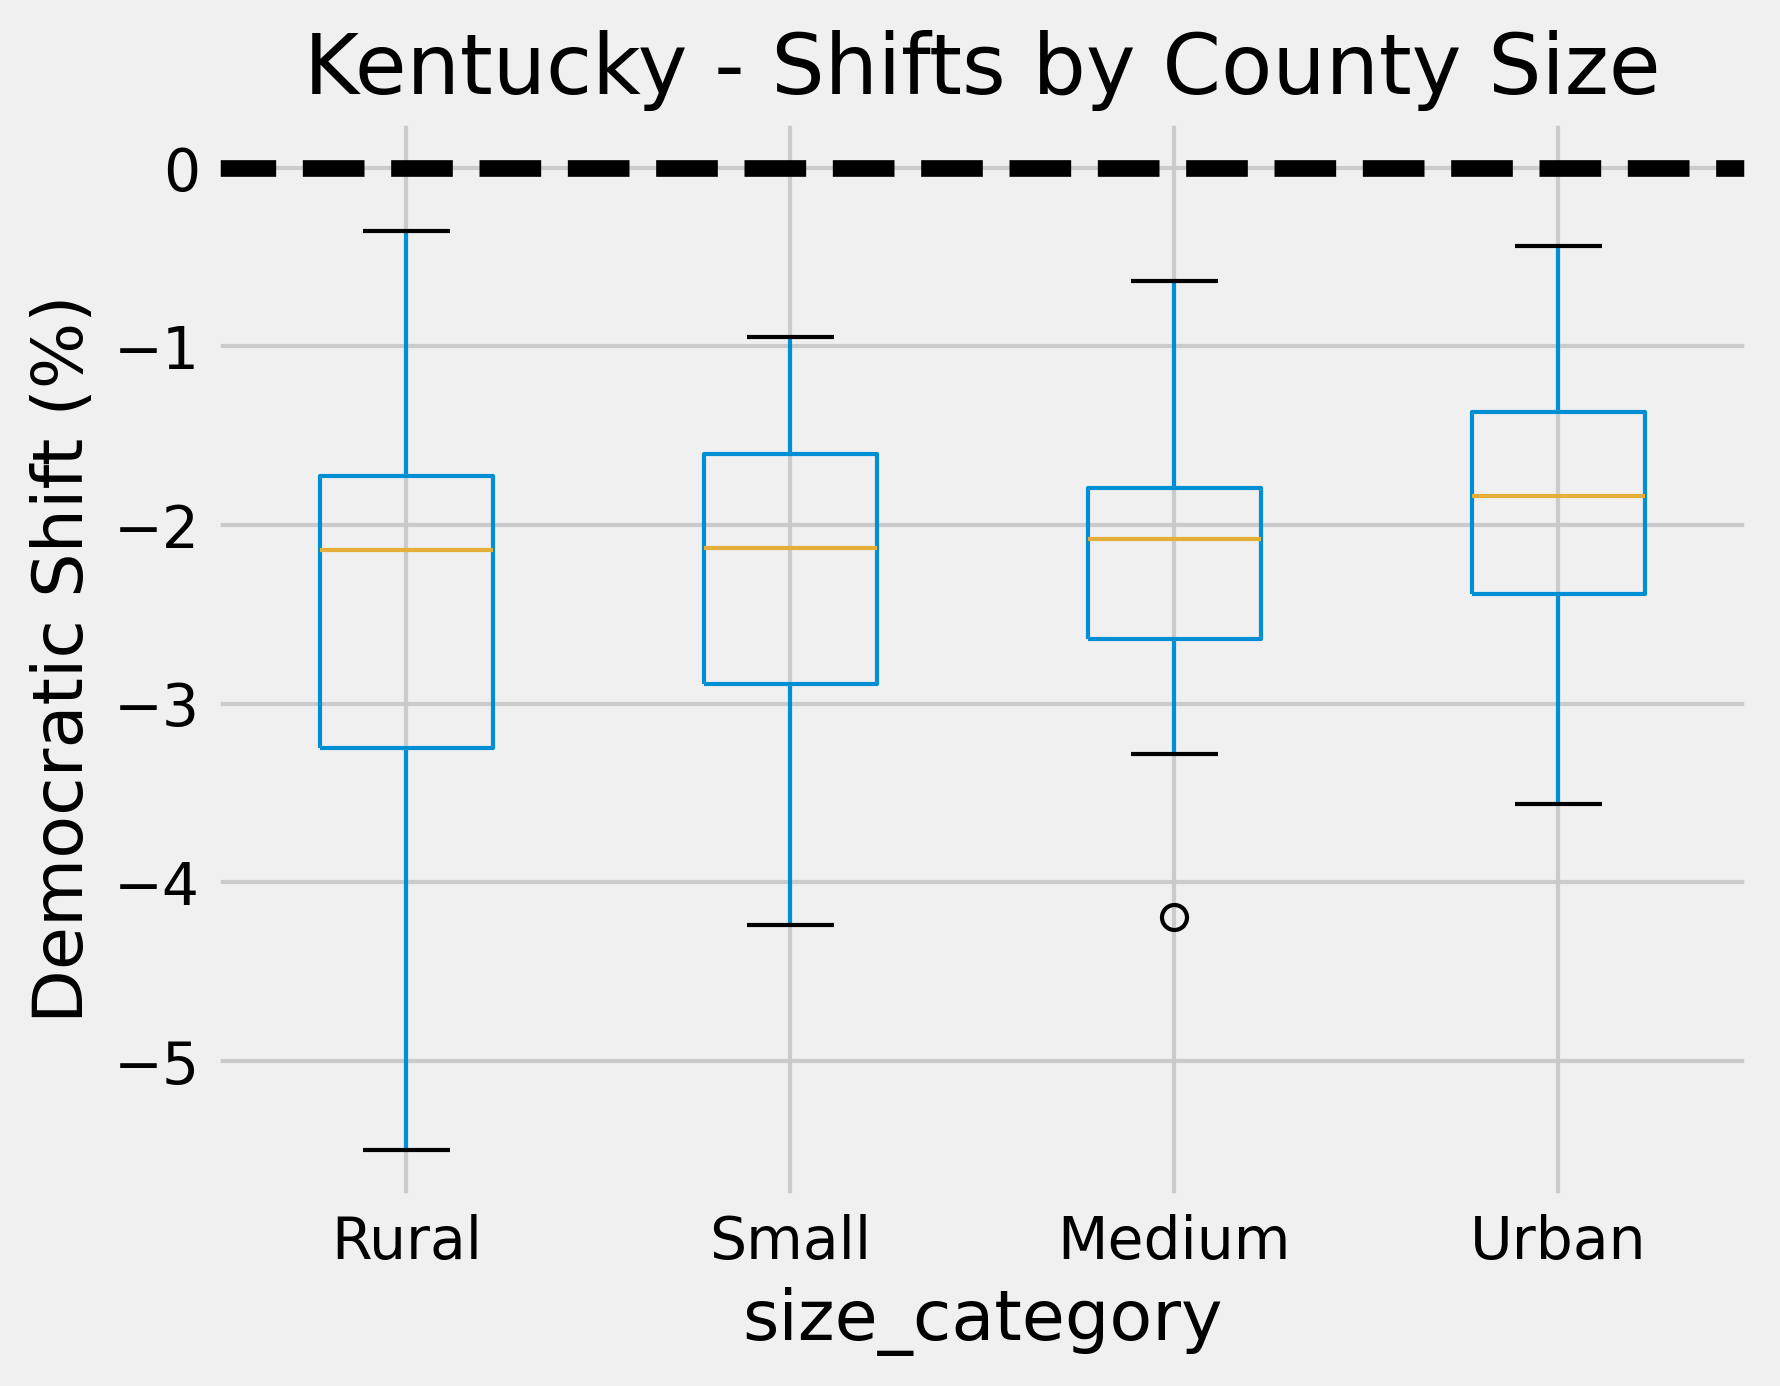 Kentucky - Shifts by County Size
Democratic Shift (%)
0
−1
−2
−3
−4
−5
Rural Small Medium Urban
size_category